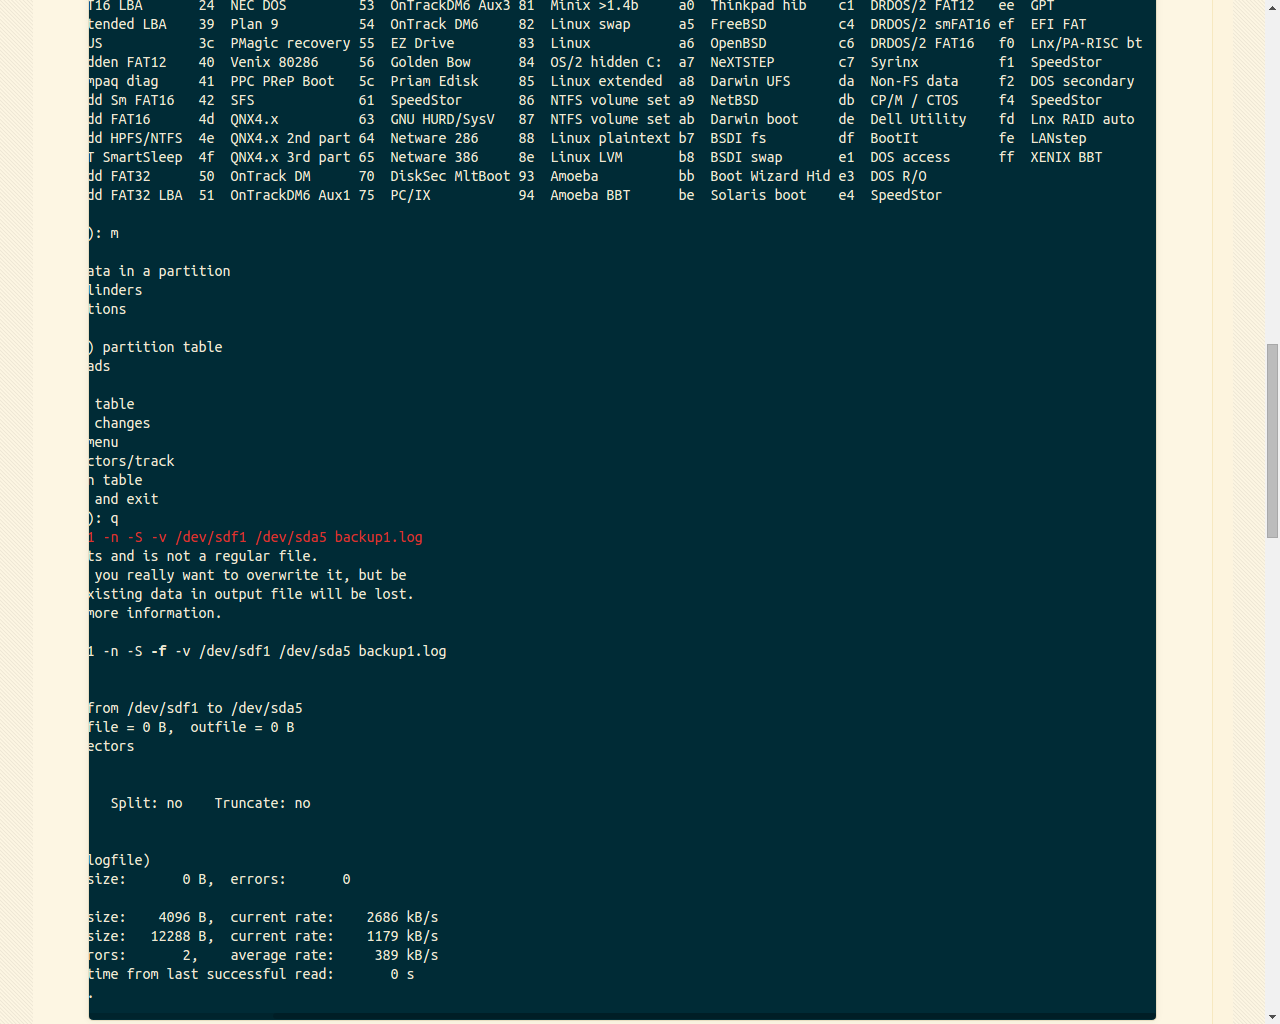 T16 LBA 24 NEC DOS 53 OnTrackDM6 Aux3 81 Minix >1.4b a0 Thinkpad hib c1 DRDOS/2 FAT12 ee GPT
tended LBA 39 Plan 9 54 OnTrack DM6 82 Linux swap a5 FreeBSD c4 DRDOS/2 smFAT16 ef EFI FAT
US 3c PMagic recovery 55 EZ Drive 83 Linux a6 OpenBSD c6 DRDOS/2 FAT16 f0 Lnx/PA-RISC bt
dden FAT12 40 Venix 80286 56 Golden Bow 84 OS/2 hidden C: a7 NeXTSTEP c7 Syrinx f1 SpeedStor
mpaq diag 41 PPC PReP Boot 5c Priam Edisk 85 Linux extended a8 Darwin UFS da Non-FS data f2 DOS secondary
dd Sm FAT16 42 SFS 61 SpeedStor 86 NTFS volume set a9 NetBSD db CP/M / CTOS f4 SpeedStor
dd FAT16 4d QNX4.x 63 GNU HURD/SysV 87 NTFS volume set ab Darwin boot de Dell Utility fd Lnx RAID auto
dd HPFS/NTFS 4e QNX4.x 2nd part 64 Netware 286 88 Linux plaintext b7 BSDI fs df BootIt fe LANstep
T SmartSleep 4f QNX4.x 3rd part 65 Netware 386 8e Linux LVM b8 BSDI swap e1 DOS access ff XENIX BBT
dd FAT32 50 OnTrack DM 70 DiskSec MltBoot 93 Amoeba bb Boot Wizard Hid e3 DOS R/O
dd FAT32 LBA 51 OnTrackDM6 Aux1 75 PC/IX 94 Amoeba BBT be Solaris boot e4 SpeedStor
): m
ata in a partition
linders
tions
) partition table
ads
table
changes
menu
ctors/track
n table
and exit
): q
1 -n -S -v /dev/sdf1 /dev/sda5 backup1.log
ts and is not a regular file.
you really want to overwrite it, but be
xisting data in output file will be lost.
more information.
1 -n -S -f -v /dev/sdf1 /dev/sda5 backup1.log
from /dev/sdf1 to /dev/sda5
file = 0 B, outfile = 0 B
ectors
Split: no Truncate: no
logfile)
size: 0 B, errors: 0
size: 4096 B, current rate: 2686 kB/s
size: 12288 B, current rate: 1179 kB/s
rors: 2, average rate: 389 kB/s
time from last successful read: 0 s
.